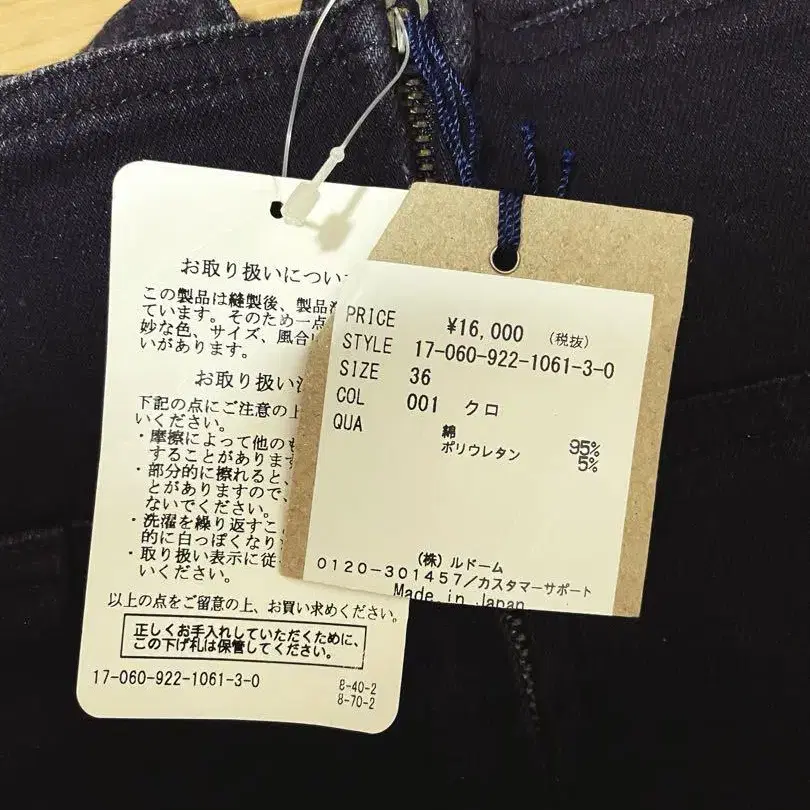 お取り扱いについ
この製品は縫製後、製品
ています。そのため一点
妙な色、サイズ、風合い
いがあります。
お取り扱い
下記の点にご注意の上
いください。
・摩擦によって他のも
することがあります
・部分的に擦れると、
とがありますので、
ないでください。
・洗濯を繰り返すこ
的に白っぽくなり
・取り扱い表示に従
いください。
以上の点をご留意の上、お買い求めください。
正しくお手入れしていただくために、
この下げ札は保管してください。
17-060-922-1061-3-0
8-40-2
8-70-2
PRICE ¥16,000 (税抜)
STYLE 17-060-922-1061-3-0
SIZE 36
COL 001 クロ
QUA
綿 95%
ポリウレタン 5%
(株)ルドーム
0120-301457/カスタマーサポート
Made in Japan